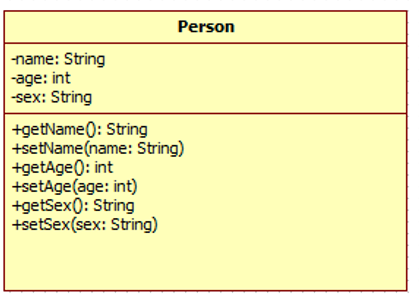 Person
-name: String
-age: int
-sex: String
+getName(): String
+setName(name: String)
+getAge(): int
+setAge(age: int)
+getSex(): String
+setSex(sex: String)